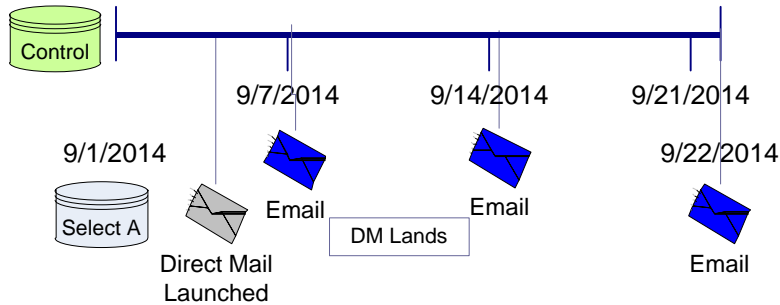 Control
9/7/2014
9/14/2014
9/21/2014
9/1/2014
9/22/2014
Select A
Email
Email
DM Lands
Direct Mail
Launched
Email